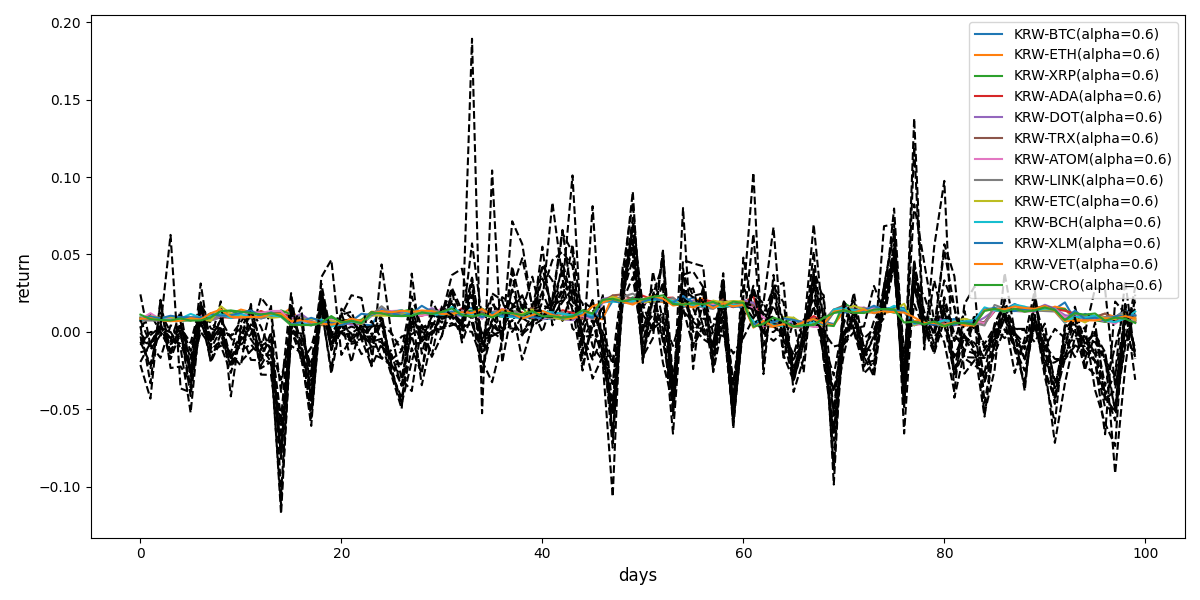 0.20
0.15
0.10
0.05
0.00
−0.05
−0.10
return
0
20
40
60
80
100
days
KRW-BTC(alpha=0.6)
KRW-ETH(alpha=0.6)
KRW-XRP(alpha=0.6)
KRW-ADA(alpha=0.6)
KRW-DOT(alpha=0.6)
KRW-TRX(alpha=0.6)
KRW-ATOM(alpha=0.6)
KRW-LINK(alpha=0.6)
KRW-ETC(alpha=0.6)
KRW-BCH(alpha=0.6)
KRW-XLM(alpha=0.6)
KRW-VET(alpha=0.6)
KRW-CRO(alpha=0.6)